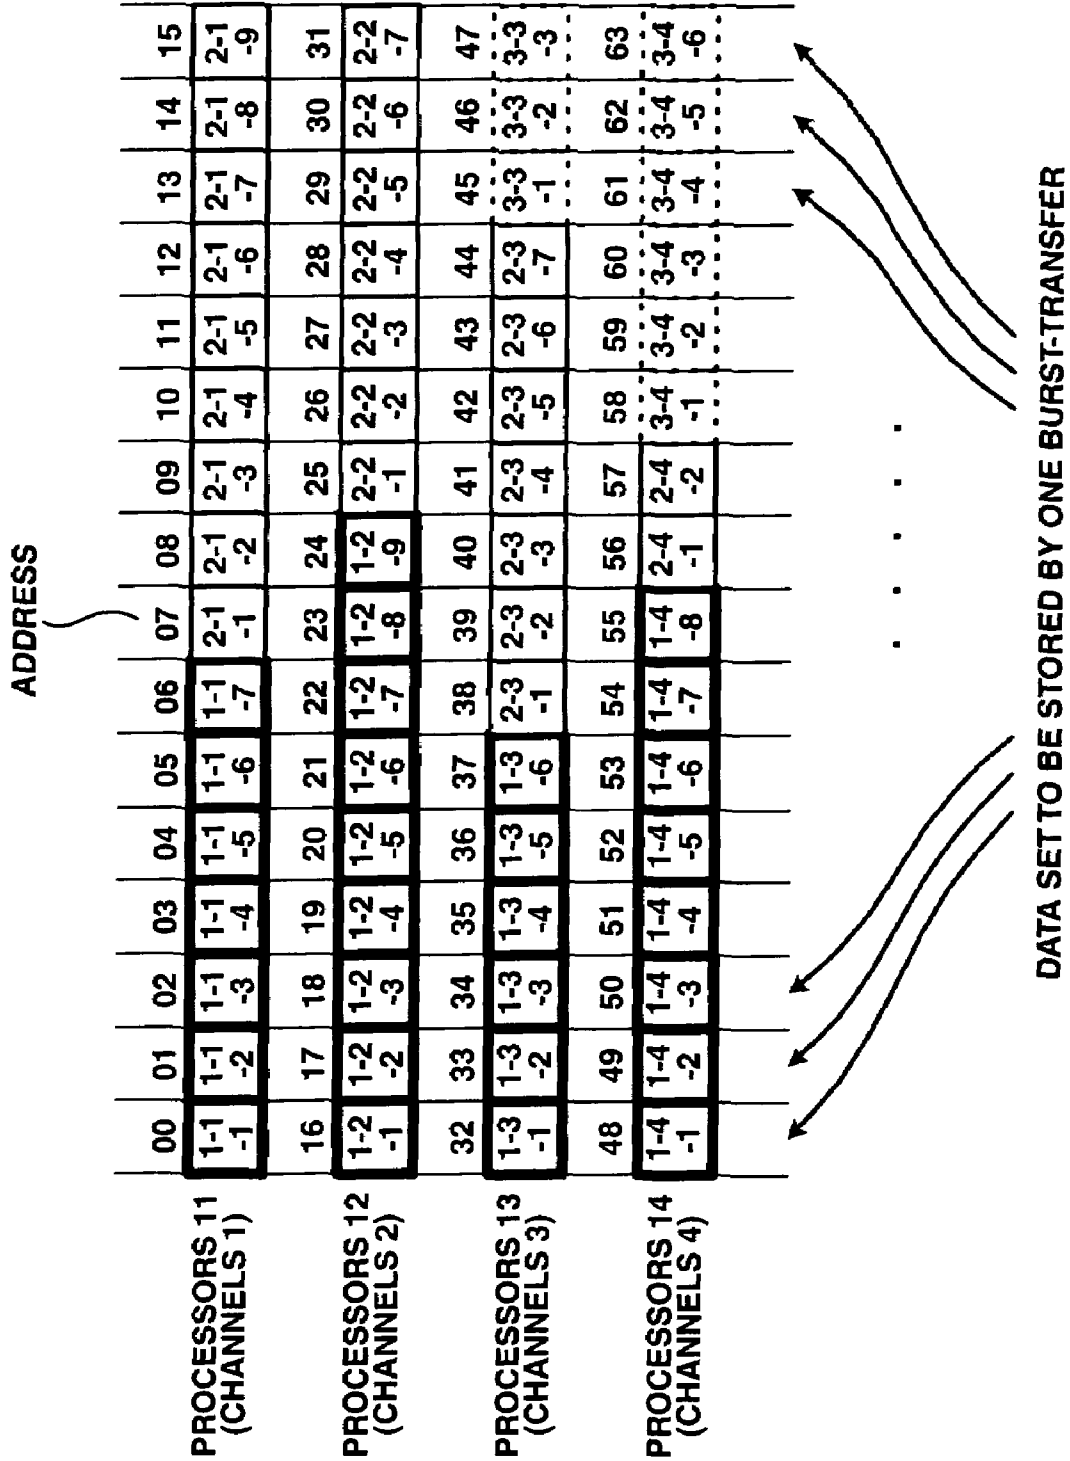 ADDRESS
00 01 02 03 04 05 06 07 08 09 10 11 12 13 14 15
PROCESSORS 11 1-1 1-1 1-1 1-1 1-1 1-1 1-1 2-1 2-1 2-1 2-1 2-1 2-1 2-1 2-1 2-1
(CHANNELS 1) -1 -2 -3 -4 -5 -6 -7 -1 -2 -3 -4 -5 -6 -7 -8 -9
16 17 18 19 20 21 22 23 24 25 26 27 28 29 30 31
PROCESSORS 12 1-2 1-2 1-2 1-2 1-2 1-2 1-2 1-2 1-2 2-2 2-2 2-2 2-2 2-2 2-2 2-2
(CHANNELS 2) -1 -2 -3 -4 -5 -6 -7 -8 -9 -1 -2 -3 -4 -5 -6 -7
32 33 34 35 36 37 38 39 40 41 42 43 44 45 46 47
PROCESSORS 13 1-3 1-3 1-3 1-3 1-3 1-3 2-3 2-3 2-3 2-3 2-3 2-3 2-3 3-3 3-3 3-3
(CHANNELS 3) -1 -2 -3 -4 -5 -6 -1 -2 -3 -4 -5 -6 -7 -1 -2 -3
48 49 50 51 52 53 54 55 56 57 58 59 60 61 62 63
PROCESSORS 14 1-4 1-4 1-4 1-4 1-4 1-4 1-4 1-4 2-4 2-4 3-4 3-4 3-4 3-4 3-4 3-4
(CHANNELS 4) -1 -2 -3 -4 -5 -6 -7 -8 -1 -2 -1 -2 -3 -4 -5 -6
DATA SET TO BE STORED BY ONE BURST-TRANSFER